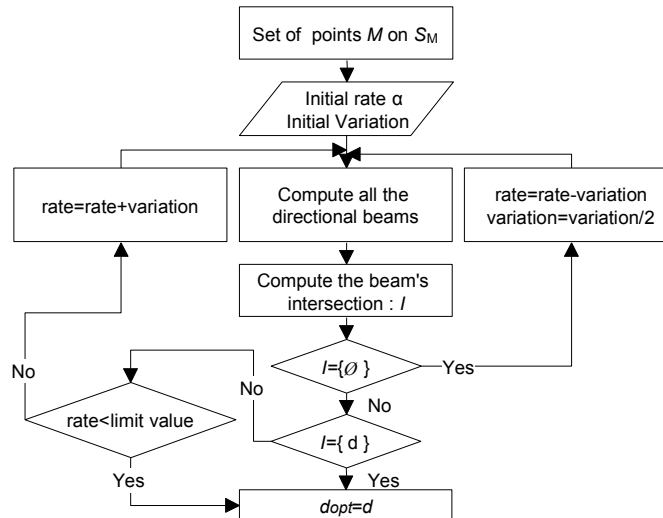 Set of points M on SM
Initial rate α
Initial Variation
rate=rate+variation
Compute all the
directional beams
rate=rate-variation
variation=variation/2
Compute the beam's
intersection : I
I={Ø }
Yes
No
No
No
rate<limit value
I={ d }
Yes
Yes
dopt=d